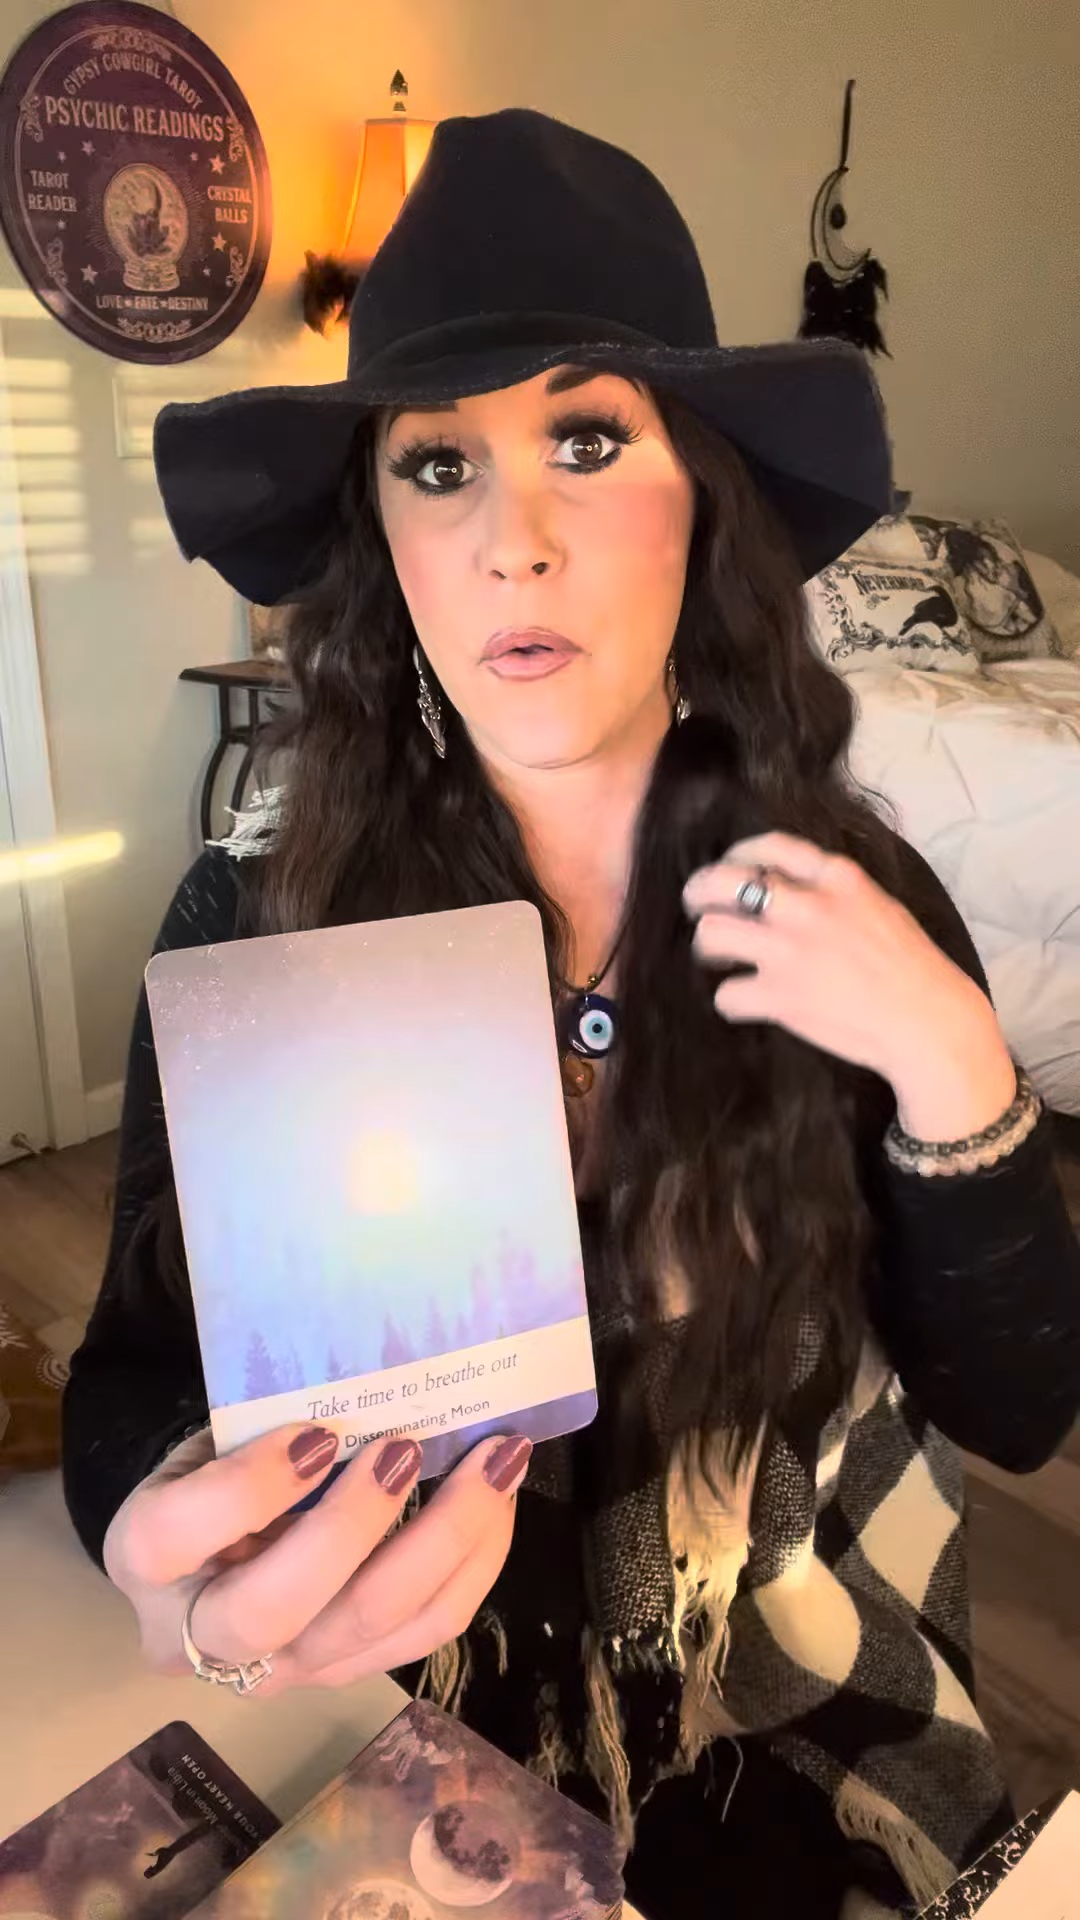 GYPSY COWGIRL TAROT
PSYCHIC READINGS
TAROT
READER
CRYSTAL
BALLS
LOVE★FATE★DESTINY
NEVERMORE
Take time to breathe out
Disseminating Moon
YOUR HEART OPEN
Moon in Libra